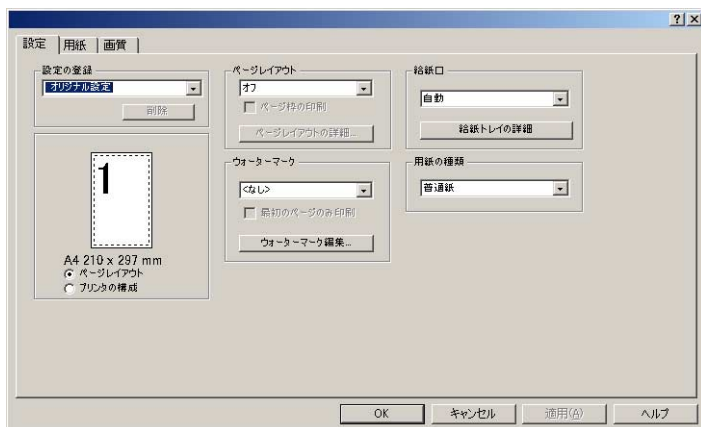 設定
用紙
画質
設定の登録
オリジナル設定
削除
1
A4 210 x 297 mm
ページレイアウト
プリンタの構成
ページレイアウト
オフ
ページ枠の印刷
ページレイアウトの詳細...
ウォーターマーク
<なし>
最初のページのみ印刷
ウォーターマーク編集...
給紙口
自動
給紙トレイの詳細
用紙の種類
普通紙
OK
キャンセル
適用(A)
ヘルプ